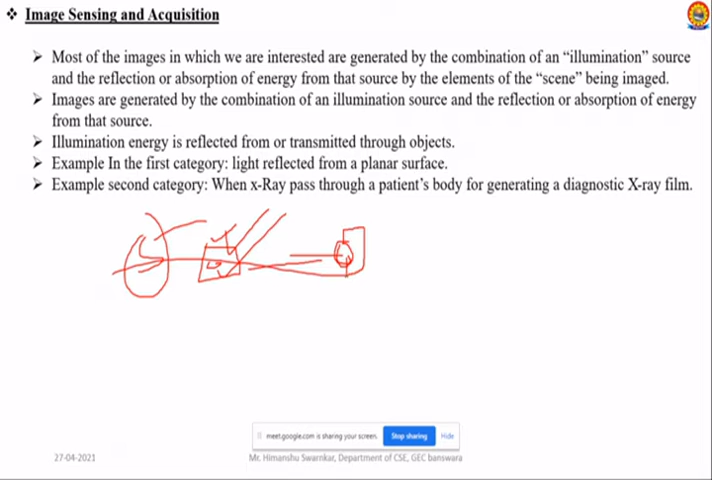 ❖ Image Sensing and Acquisition
➤ Most of the images in which we are interested are generated by the combination of an “illumination” source
and the reflection or absorption of energy from that source by the elements of the “scene” being imaged.
➤ Images are generated by the combination of an illumination source and the reflection or absorption of energy
from that source.
➤ Illumination energy is reflected from or transmitted through objects.
➤ Example In the first category: light reflected from a planar surface.
➤ Example second category: When x-Ray pass through a patient’s body for generating a diagnostic X-ray film.
meet.google.com is sharing your screen. Stop sharing Hide
27-04-2021 Mr. Himanshu Swarnkar, Department of CSE, GEC banswara